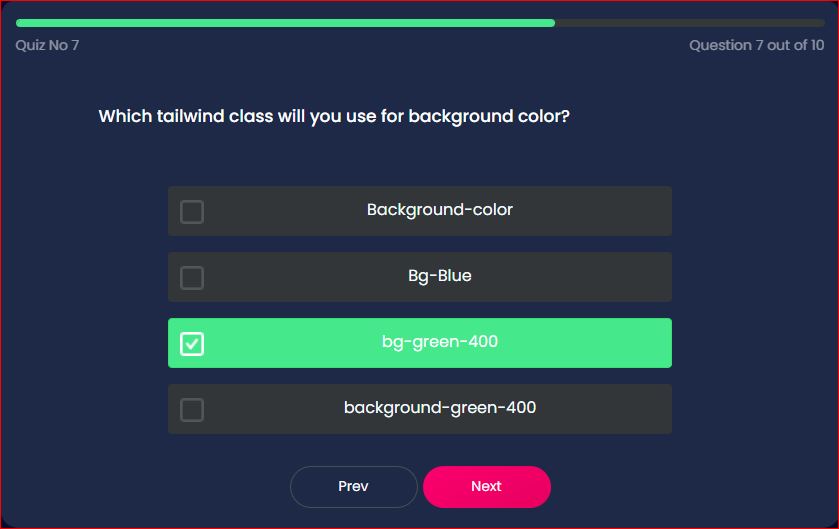 Quiz No 7
Question 7 out of 10
Which tailwind class will you use for background color?
Background-color
Bg-Blue
bg-green-400
background-green-400
Prev
Next